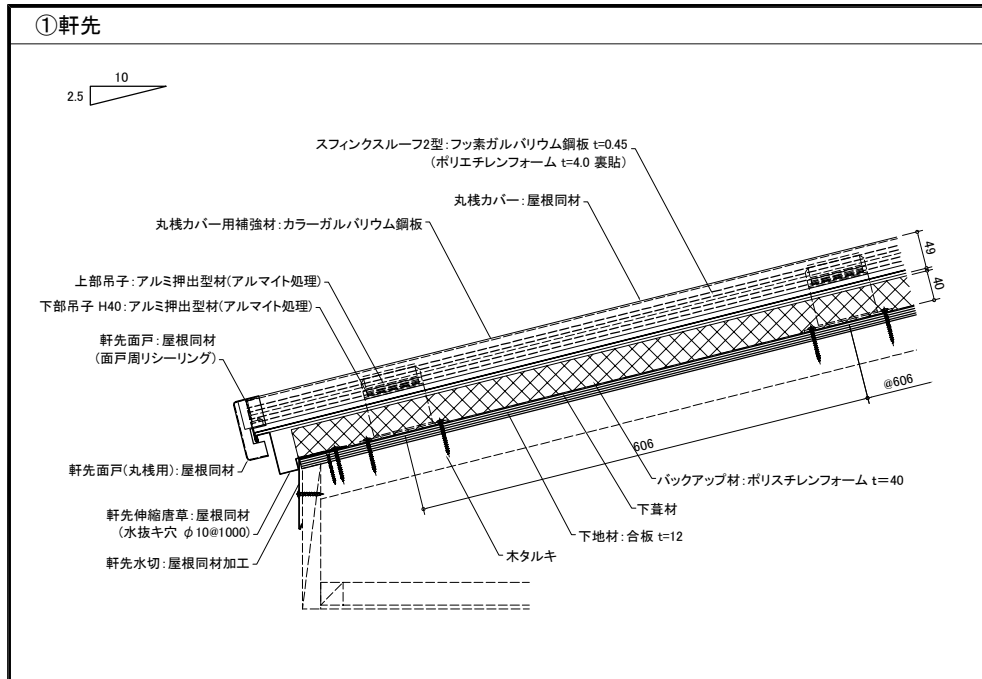 ①軒先
10
2.5
スフィンクスルーフ2型：フッ素ガルバリウム鋼板 t=0.45
（ポリエチレンフォーム t=4.0 裏貼）
丸桟カバー：屋根同材
丸桟カバー用補強材：カラーガルバリウム鋼板
上部吊子：アルミ押出型材(アルマイト処理)
下部吊子 H40：アルミ押出型材(アルマイト処理)
軒先面戸：屋根同材
(面戸周リシーリング)
49
40
@606
606
軒先面戸(丸桟用)：屋根同材
バックアップ材：ポリスチレンフォーム t＝40
軒先伸縮唐草：屋根同材
(水抜キ穴 φ10@1000)
下葺材
下地材：合板 t=12
木タルキ
軒先水切：屋根同材加工